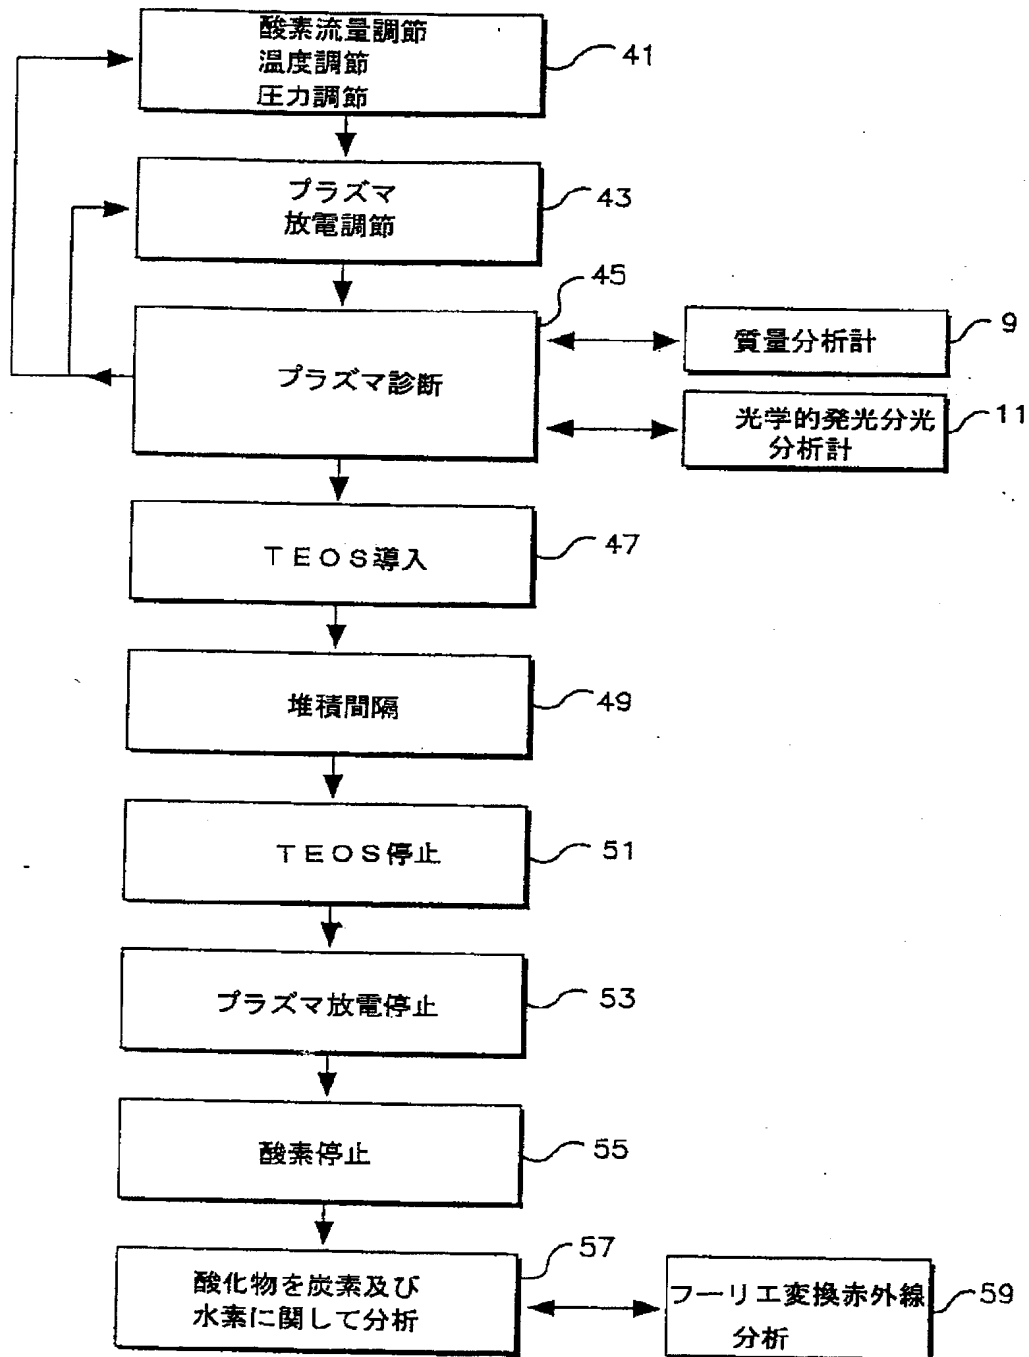 酸素流量調節
温度調節
圧力調節
41
プラズマ
放電調節
43
プラズマ診断
45
質量分析計
9
光学的発光分光
分析計
11
TEOS導入
47
堆積間隔
49
TEOS停止
51
プラズマ放電停止
53
酸素停止
55
酸化物を炭素及び
水素に関して分析
57
フーリエ変換赤外線
分析
59